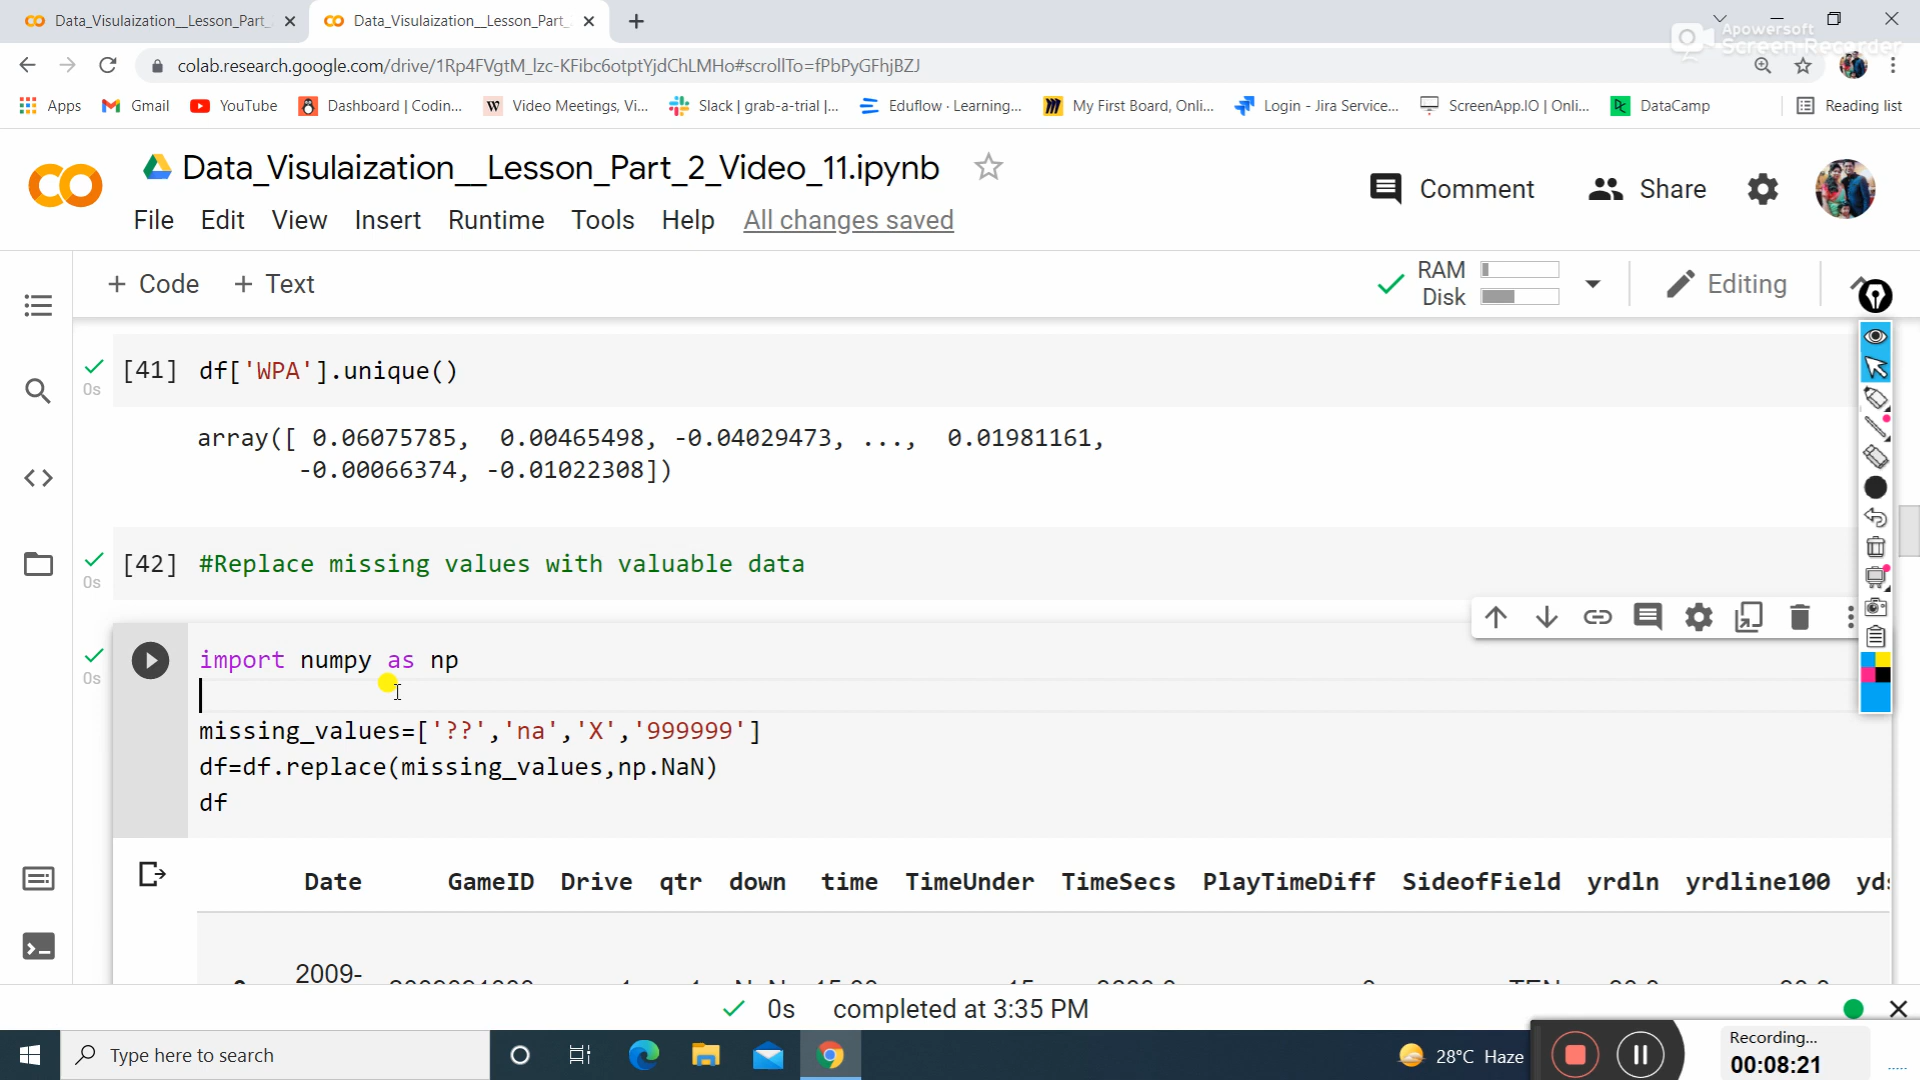 Data_Visulaization__Lesson_Part_
Data_Visulaization__Lesson_Part_
Apowersoft
Screen Recorder
colab.research.google.com/drive/1Rp4FVgtM_lzc-KFibc6otptYjdChLMHo#scrollTo=fPbPyGFhjBZJ
Apps
Gmail
YouTube
Dashboard | Codin...
Video Meetings, Vi...
Slack | grab-a-trial |...
Eduflow · Learning...
My First Board, Onli...
Login - Jira Service...
ScreenApp.IO | Onli...
DataCamp
Reading list
Data_Visulaization__Lesson_Part_2_Video_11.ipynb
Comment
Share
File Edit View Insert Runtime Tools Help All changes saved
+ Code + Text
RAM
Disk
Editing
[41] df['WPA'].unique()
0s
array([ 0.06075785, 0.00465498, -0.04029473, ..., 0.01981161,
-0.00066374, -0.01022308])
[42] #Replace missing values with valuable data
0s
import numpy as np
0s
missing_values=['??','na','X','999999']
df=df.replace(missing_values,np.NaN)
df
Date GameID Drive qtr down time TimeUnder TimeSecs PlayTimeDiff SideofField yrdln yrdline100 yd
2009-
0s completed at 3:35 PM
Type here to search
28°C Haze
Recording...
00:08:21